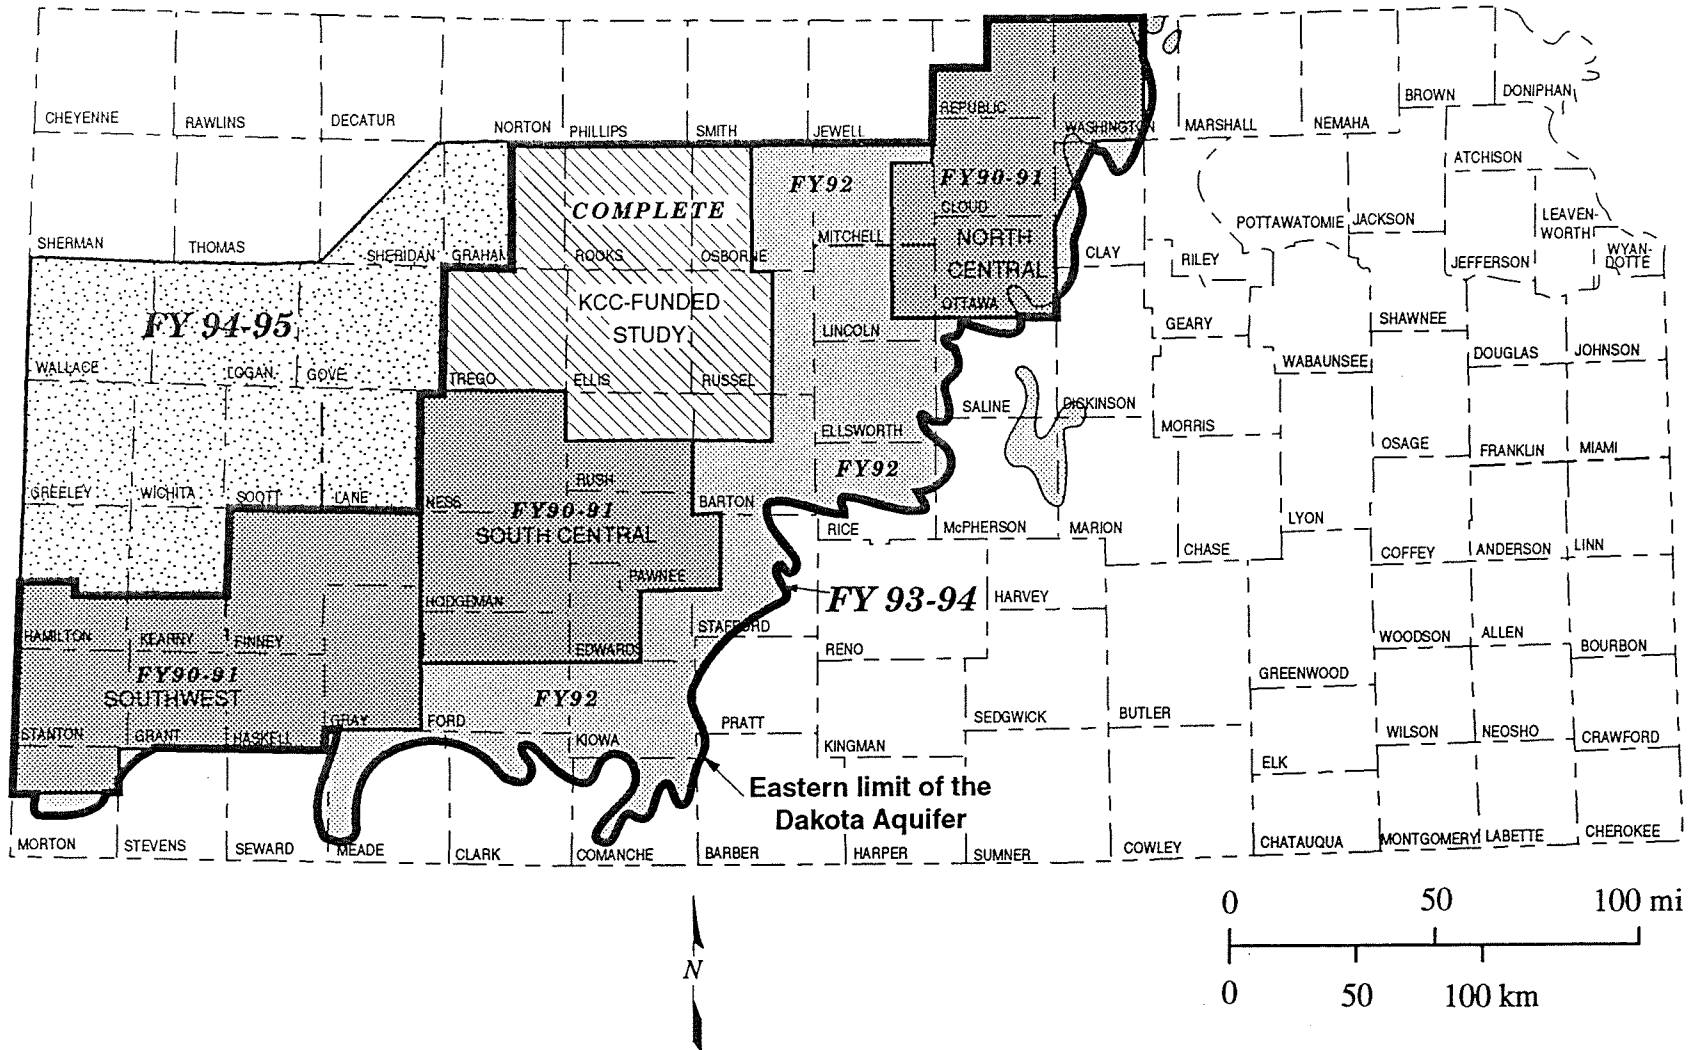 CHEYENNE
RAWLINS
DECATUR
NORTON
PHILLIPS
SMITH
JEWELL
REPUBLIC
WASHINGTON
MARSHALL
NEMAHA
BROWN
DONIPHAN
SHERMAN
THOMAS
SHERIDAN
GRAHAM
ROOKS
OSBORNE
MITCHELL
CLOUD
CLAY
RILEY
POTTAWATOMIE
JACKSON
ATCHISON
JEFFERSON
LEAVEN-
WORTH
WYAN-
DOTTE
FY92
FY90-91
NORTH
CENTRAL
COMPLETE
KCC-FUNDED
STUDY
FY 94-95
WALLACE
LOGAN
GOVE
TREGO
ELLIS
RUSSEL
LINCOLN
OTTAWA
GEARY
WABAUNSEE
SHAWNEE
DOUGLAS
JOHNSON
GREELEY
WICHITA
SCOTT
LANE
NESS
RUSH
BARTON
ELLSWORTH
FY92
SALINE
DICKINSON
MORRIS
OSAGE
FRANKLIN
MIAMI
FY90-91
SOUTH CENTRAL
PAWNEE
HODGEMAN
RICE
McPHERSON
MARION
CHASE
LYON
COFFEY
ANDERSON
LINN
HAMILTON
KEARNY
FINNEY
FY90-91
SOUTHWEST
EDWARDS
STAFFORD
FY 93-94
HARVEY
RENO
WOODSON
ALLEN
BOURBON
GREENWOOD
STANTON
GRANT
HASKELL
GRAY
FORD
FY92
KIOWA
PRATT
KINGMAN
SEDGWICK
BUTLER
ELK
WILSON
NEOSHO
CRAWFORD
Eastern limit of the
Dakota Aquifer
MORTON
STEVENS
SEWARD
MEADE
CLARK
COMANCHE
BARBER
HARPER
SUMNER
COWLEY
CHATAUQUA
MONTGOMERY
LABETTE
CHEROKEE
N
0 50 100 mi
0 50 100 km